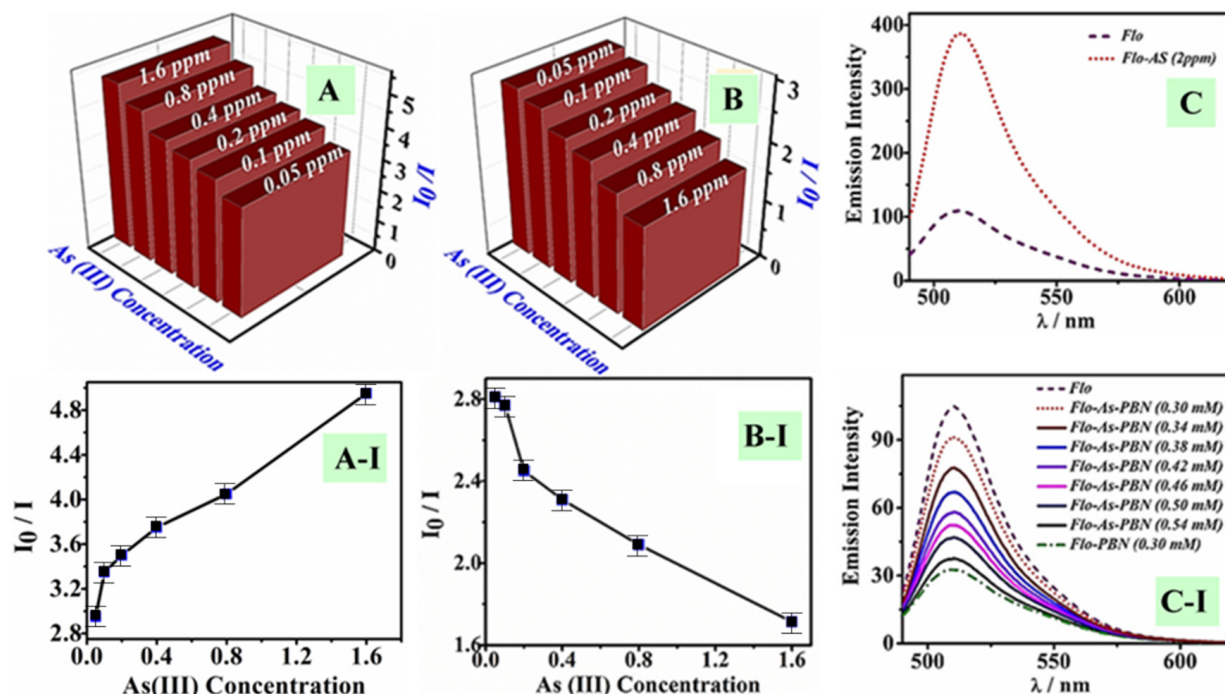 A
1.6 ppm
0.8 ppm
0.4 ppm
0.2 ppm
0.1 ppm
0.05 ppm
5
4
3
2
1
0
I0 / I
As (III) Concentration
B
0.05 ppm
0.1 ppm
0.2 ppm
0.4 ppm
0.8 ppm
1.6 ppm
3
2
1
0
I0 / I
As (III) Concentration
C
Flo
Flo-AS (2ppm)
400
300
200
100
0
Emission Intensity
500 550 600
λ / nm
A-I
4.8
4.4
4.0
3.6
3.2
2.8
I0 / I
0.0 0.4 0.8 1.2 1.6
As(III) Concentration
B-I
2.8
2.4
2.0
1.6
I0 / I
0.0 0.4 0.8 1.2 1.6
As (III) Concentration
Flo
Flo-As-PBN (0.30 mM)
Flo-As-PBN (0.34 mM)
Flo-As-PBN (0.38 mM)
Flo-As-PBN (0.42 mM)
Flo-As-PBN (0.46 mM)
Flo-As-PBN (0.50 mM)
Flo-As-PBN (0.54 mM)
Flo-PBN (0.30 mM)
C-I
90
60
30
0
Emission Intensity
500 550 600
λ / nm